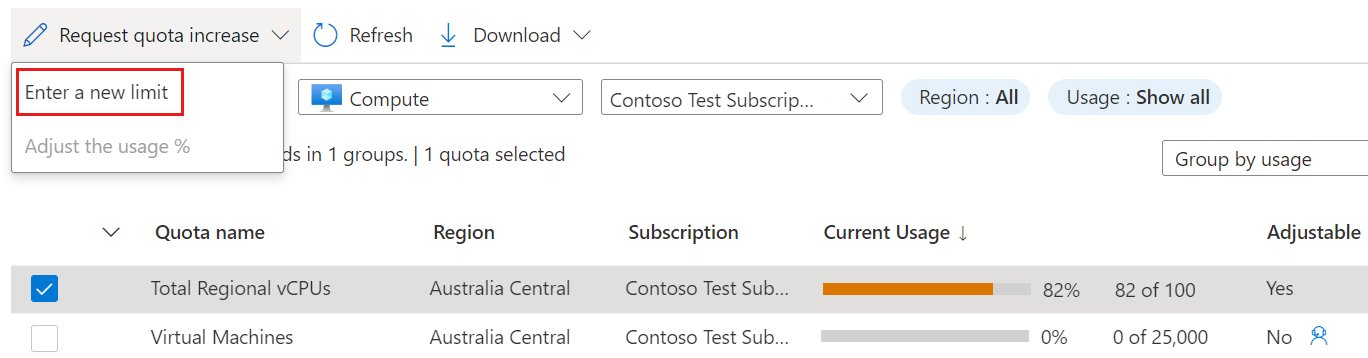 Request quota increase Refresh Download
Enter a new limit Compute Contoso Test Subscrip... Region : All Usage : Show all
Adjust the usage % ds in 1 groups. | 1 quota selected
Group by usage
Quota name Region Subscription Current Usage ↓ Adjustable
Total Regional vCPUs Australia Central Contoso Test Sub... 82% 82 of 100 Yes
Virtual Machines Australia Central Contoso Test Sub... 0% 0 of 25,000 No